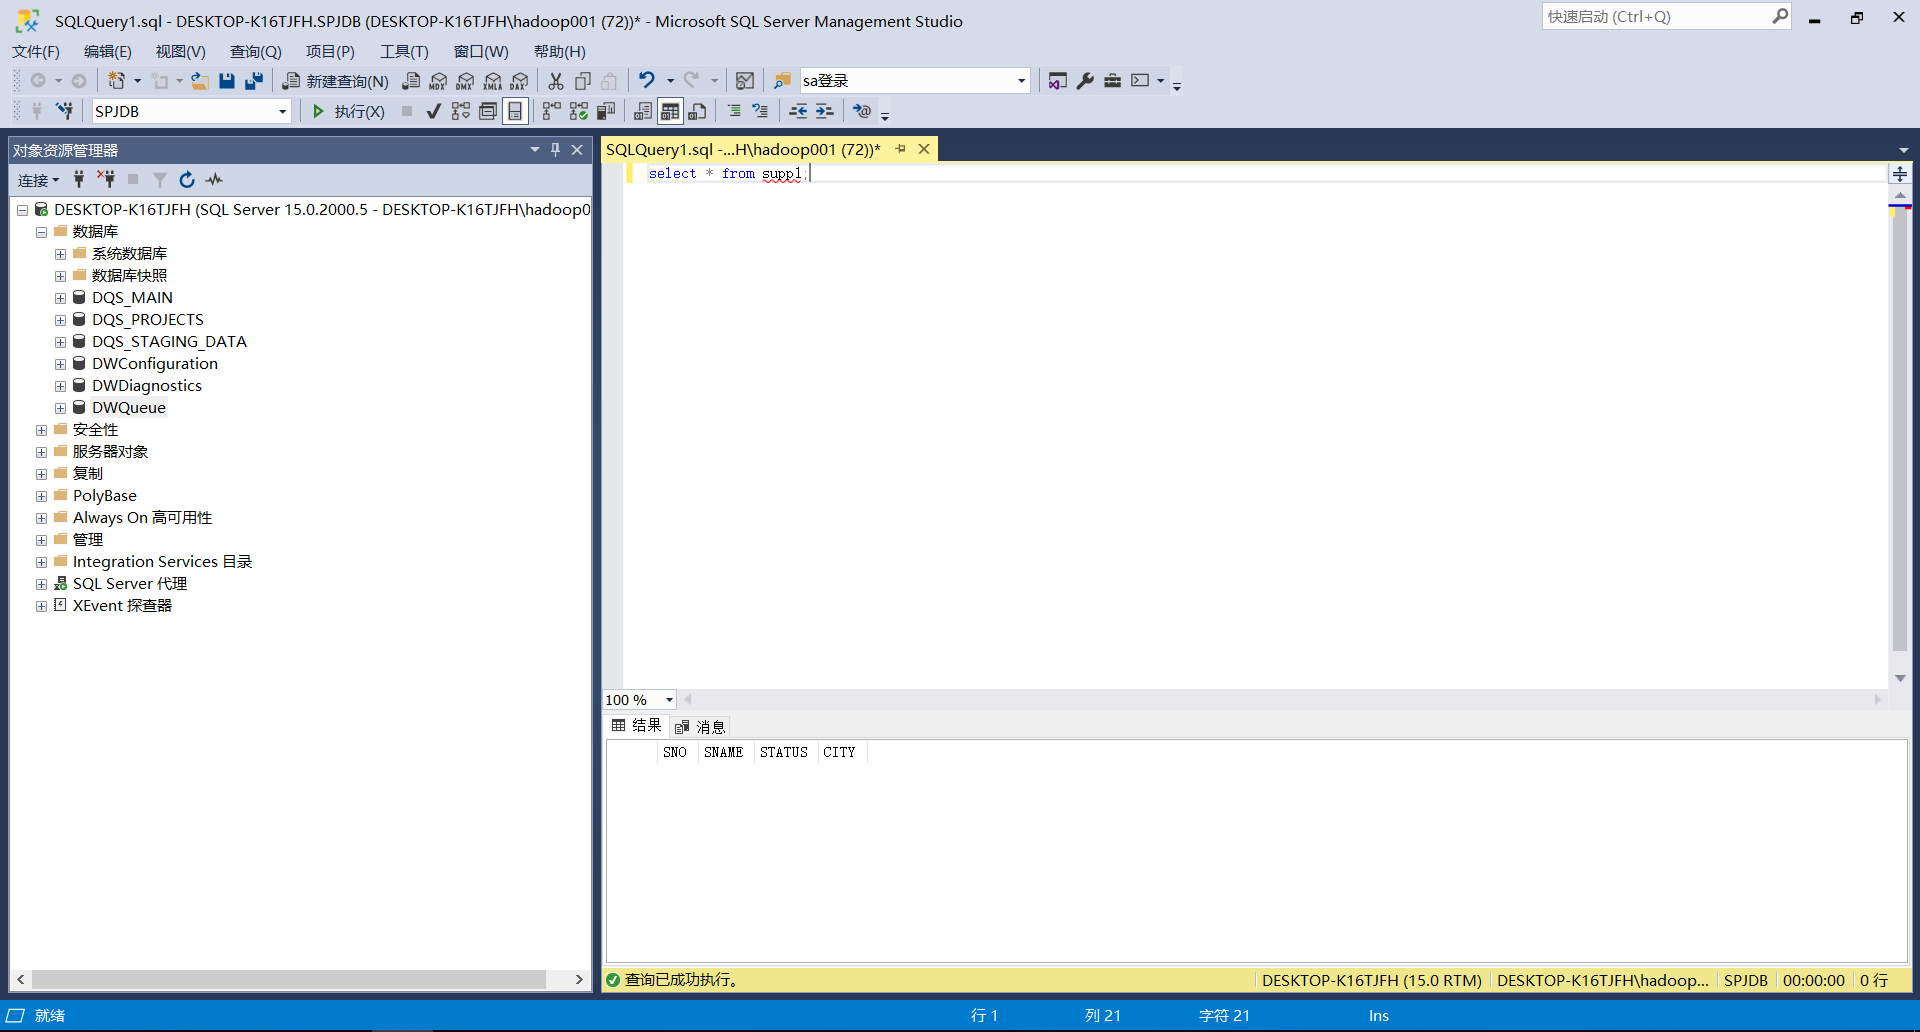 SQLQuery1.sql - DESKTOP-K16TJFH.SPJDB (DESKTOP-K16TJFH\hadoop001 (72))* - Microsoft SQL Server Management Studio
快速启动 (Ctrl+Q)
文件(F) 编辑(E) 视图(V) 查询(Q) 项目(P) 工具(T) 窗口(W) 帮助(H)
新建查询(N) MDX DMX XMLA DAX sa登录
SPJDB 执行(X)
对象资源管理器
连接
DESKTOP-K16TJFH (SQL Server 15.0.2000.5 - DESKTOP-K16TJFH\hadoop0
数据库
系统数据库
数据库快照
DQS_MAIN
DQS_PROJECTS
DQS_STAGING_DATA
DWConfiguration
DWDiagnostics
DWQueue
安全性
服务器对象
复制
PolyBase
Always On 高可用性
管理
Integration Services 目录
SQL Server 代理
XEvent 探查器
SQLQuery1.sql -...H\hadoop001 (72))*
select * from suppl;
100 %
结果 消息
SNO SNAME STATUS CITY
查询已成功执行。 DESKTOP-K16TJFH (15.0 RTM) DESKTOP-K16TJFH\hadoop... SPJDB 00:00:00 0 行
就绪 行 1 列 21 字符 21 Ins